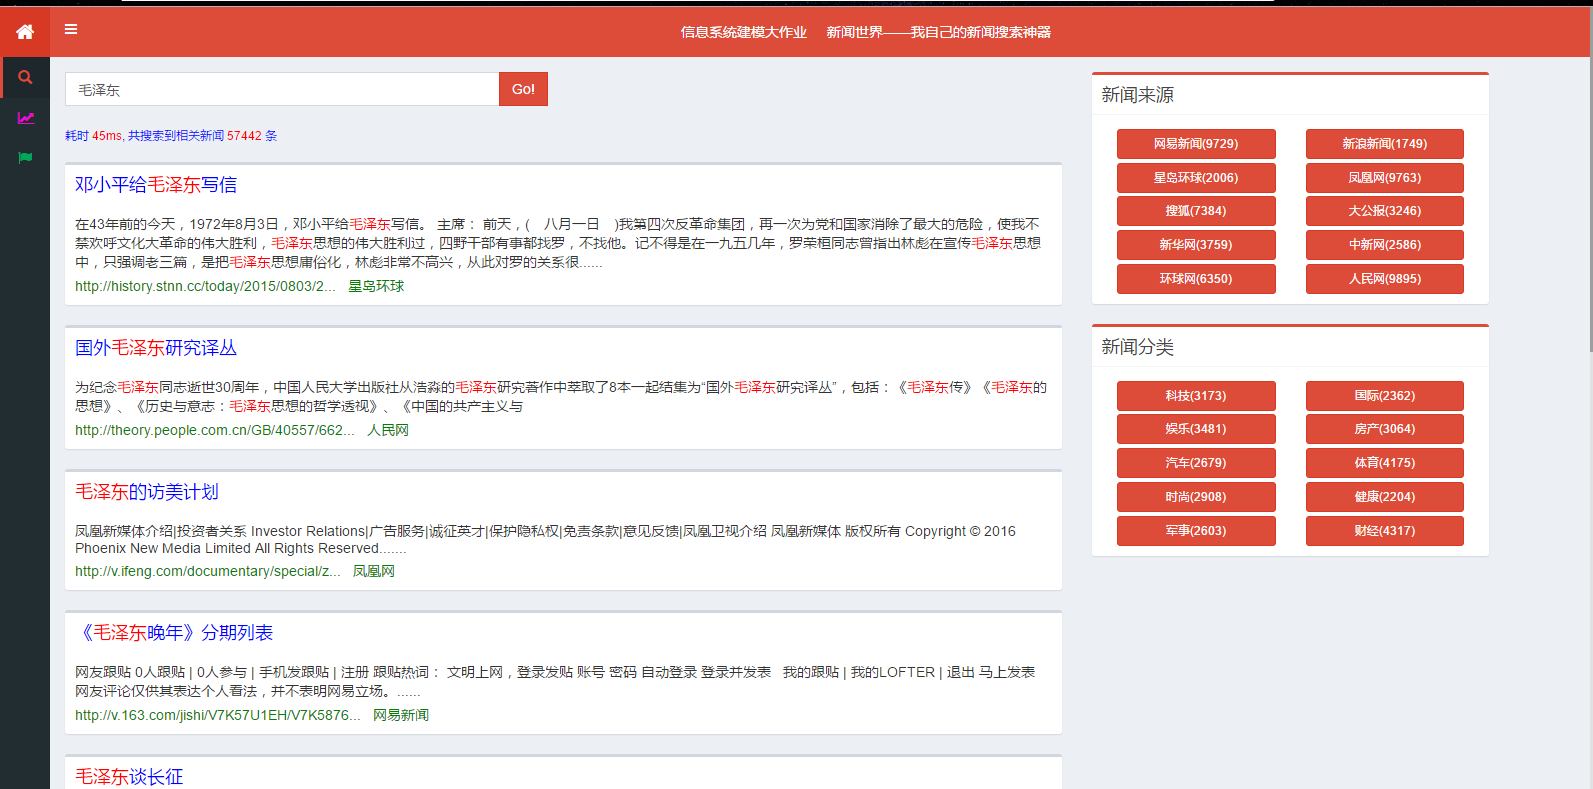 信息系统建模大作业 新闻世界——我自己的新闻搜索神器
毛泽东
Go!
耗时 45ms, 共搜索到相关新闻 57442 条
邓小平给毛泽东写信
在43年前的今天，1972年8月3日，邓小平给毛泽东写信。 主席： 前天，( 八月一日 )我第四次反革命集团，再一次为党和国家消除了最大的危险，使我不
禁欢呼文化大革命的伟大胜利，毛泽东思想的伟大胜利过，四野干部有事都找罗，不找他。记不得是在一九五几年，罗荣桓同志曾指出林彪在宣传毛泽东思想
中，只强调老三篇，是把毛泽东思想庸俗化，林彪非常不高兴，从此对罗的关系很......
http://history.stnn.cc/today/2015/0803/2... 星岛环球
国外毛泽东研究译丛
为纪念毛泽东同志逝世30周年，中国人民大学出版社从浩淼的毛泽东研究著作中萃取了8本一起结集为“国外毛泽东研究译丛”，包括：《毛泽东传》《毛泽东的
思想》、《历史与意志：毛泽东思想的哲学透视》、《中国的共产主义与
http://theory.people.com.cn/GB/40557/662... 人民网
毛泽东的访美计划
凤凰新媒体介绍|投资者关系 Investor Relations|广告服务|诚征英才|保护隐私权|免责条款|意见反馈|凤凰卫视介绍 凤凰新媒体 版权所有 Copyright © 2016
Phoenix New Media Limited All Rights Reserved.......
http://v.ifeng.com/documentary/special/z... 凤凰网
《毛泽东晚年》分期列表
网友跟贴 0人跟贴 | 0人参与 | 手机发跟贴 | 注册 跟贴热词： 文明上网，登录发贴 账号 密码 自动登录 登录并发表 我的跟贴 | 我的LOFTER | 退出 马上发表
网友评论仅供其表达个人看法，并不表明网易立场。......
http://v.163.com/jishi/V7K57U1EH/V7K5876... 网易新闻
毛泽东谈长征
新闻来源
网易新闻(9729) 新浪新闻(1749)
星岛环球(2006) 凤凰网(9763)
搜狐(7384) 大公报(3246)
新华网(3759) 中新网(2586)
环球网(6350) 人民网(9895)
新闻分类
科技(3173) 国际(2362)
娱乐(3481) 房产(3064)
汽车(2679) 体育(4175)
时尚(2908) 健康(2204)
军事(2603) 财经(4317)